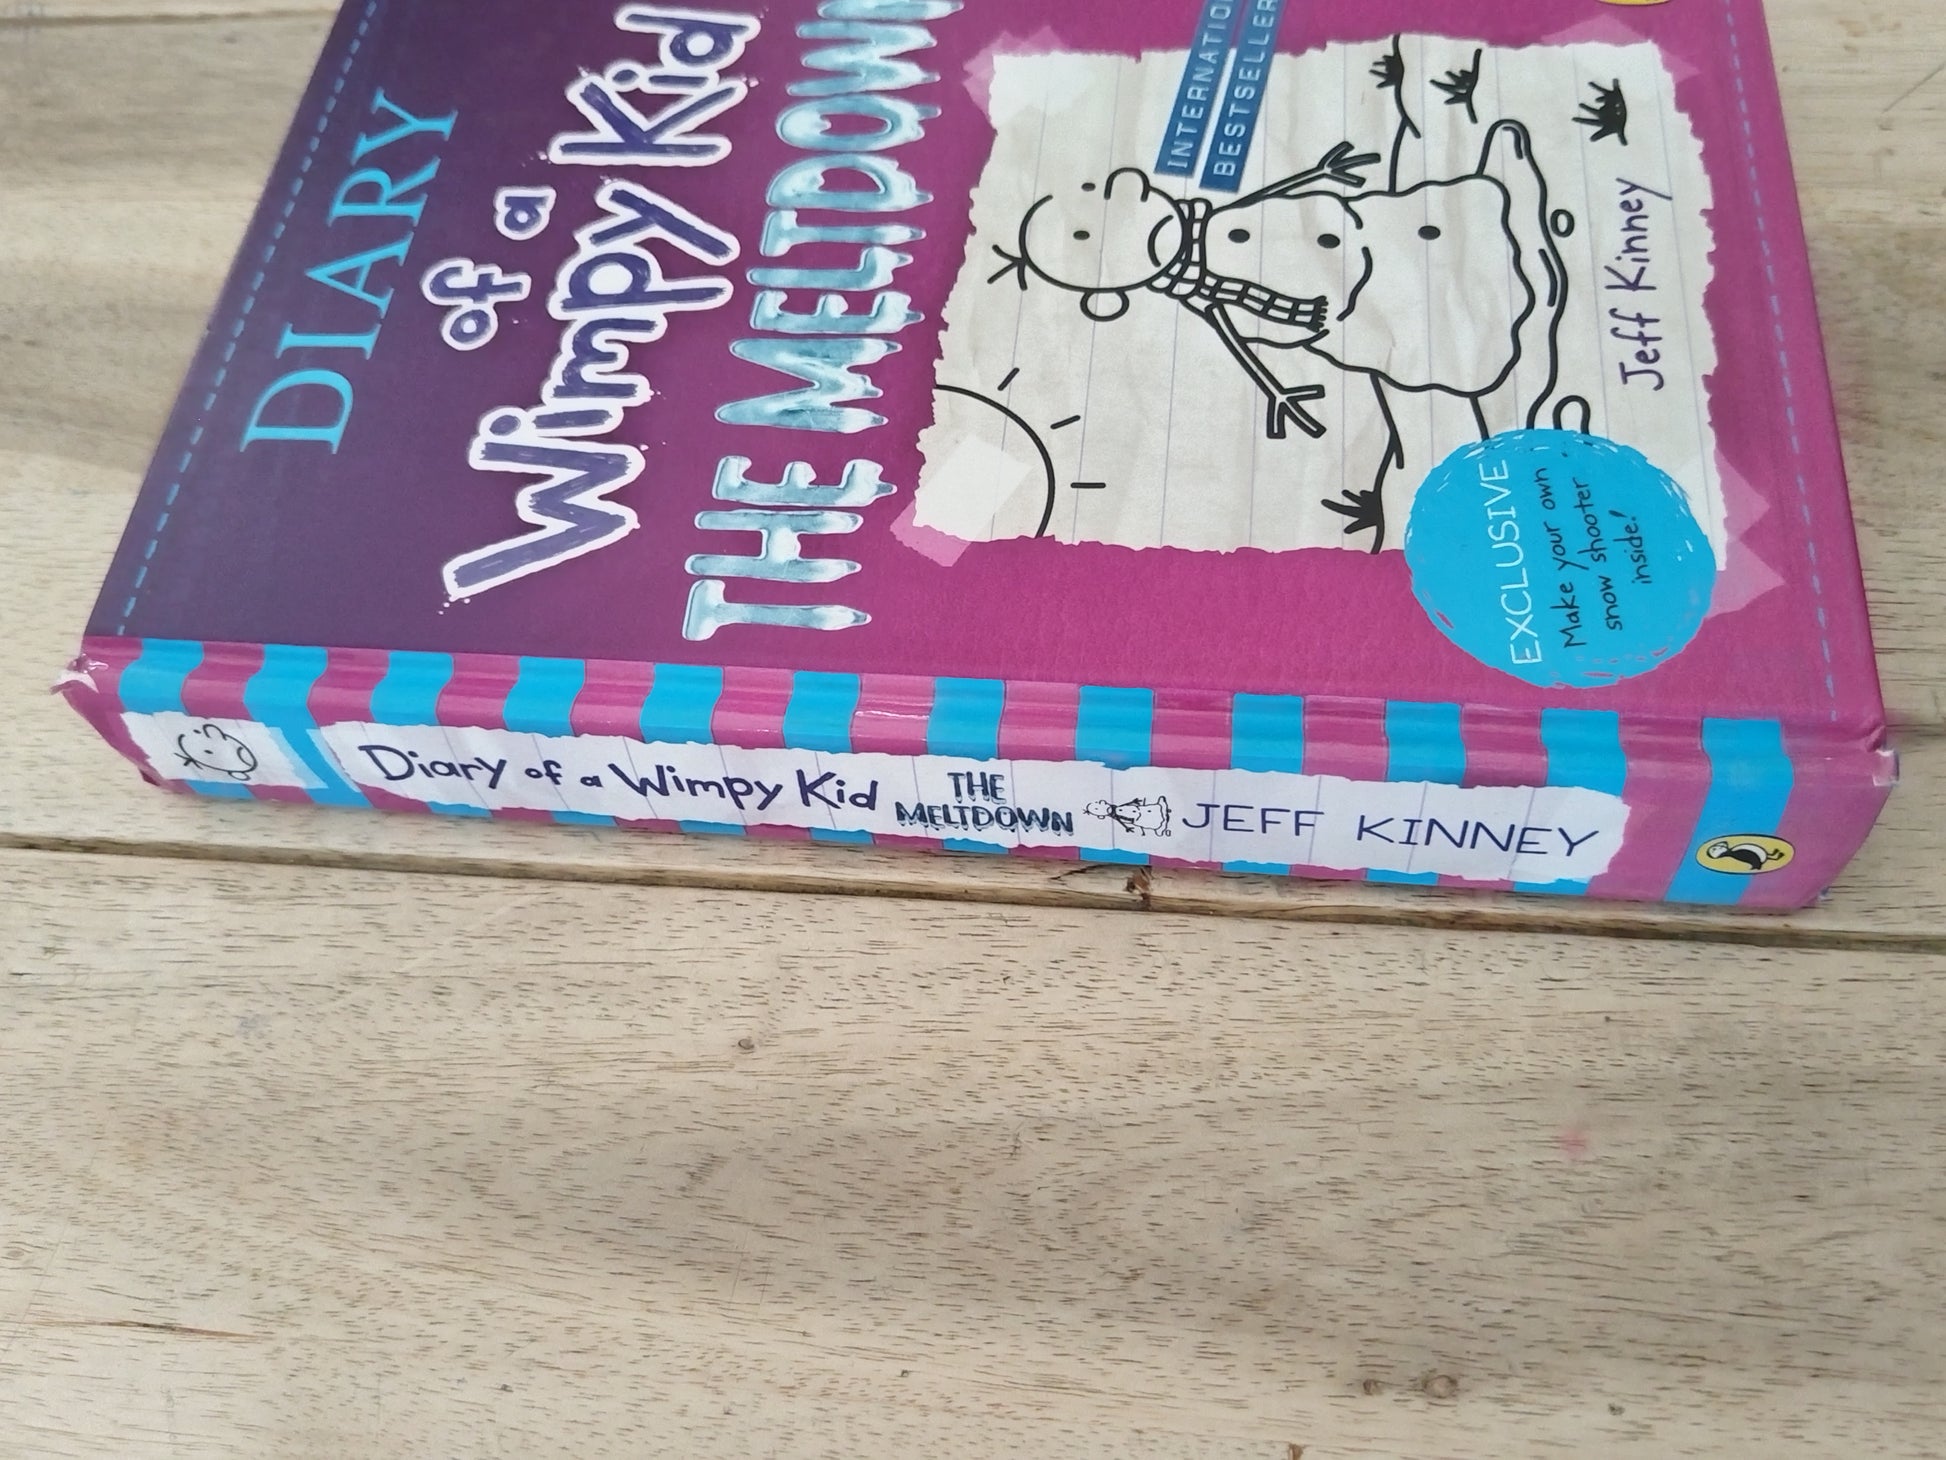 DIARY
of a
Wimpy Kid
THE MELTDOWN
INTERNATIONAL
BESTSELLER
Jeff Kinney
EXCLUSIVE
Make your own
snow shooter
inside!
Diary of a Wimpy Kid
THE
MELTDOWN
JEFF KINNEY